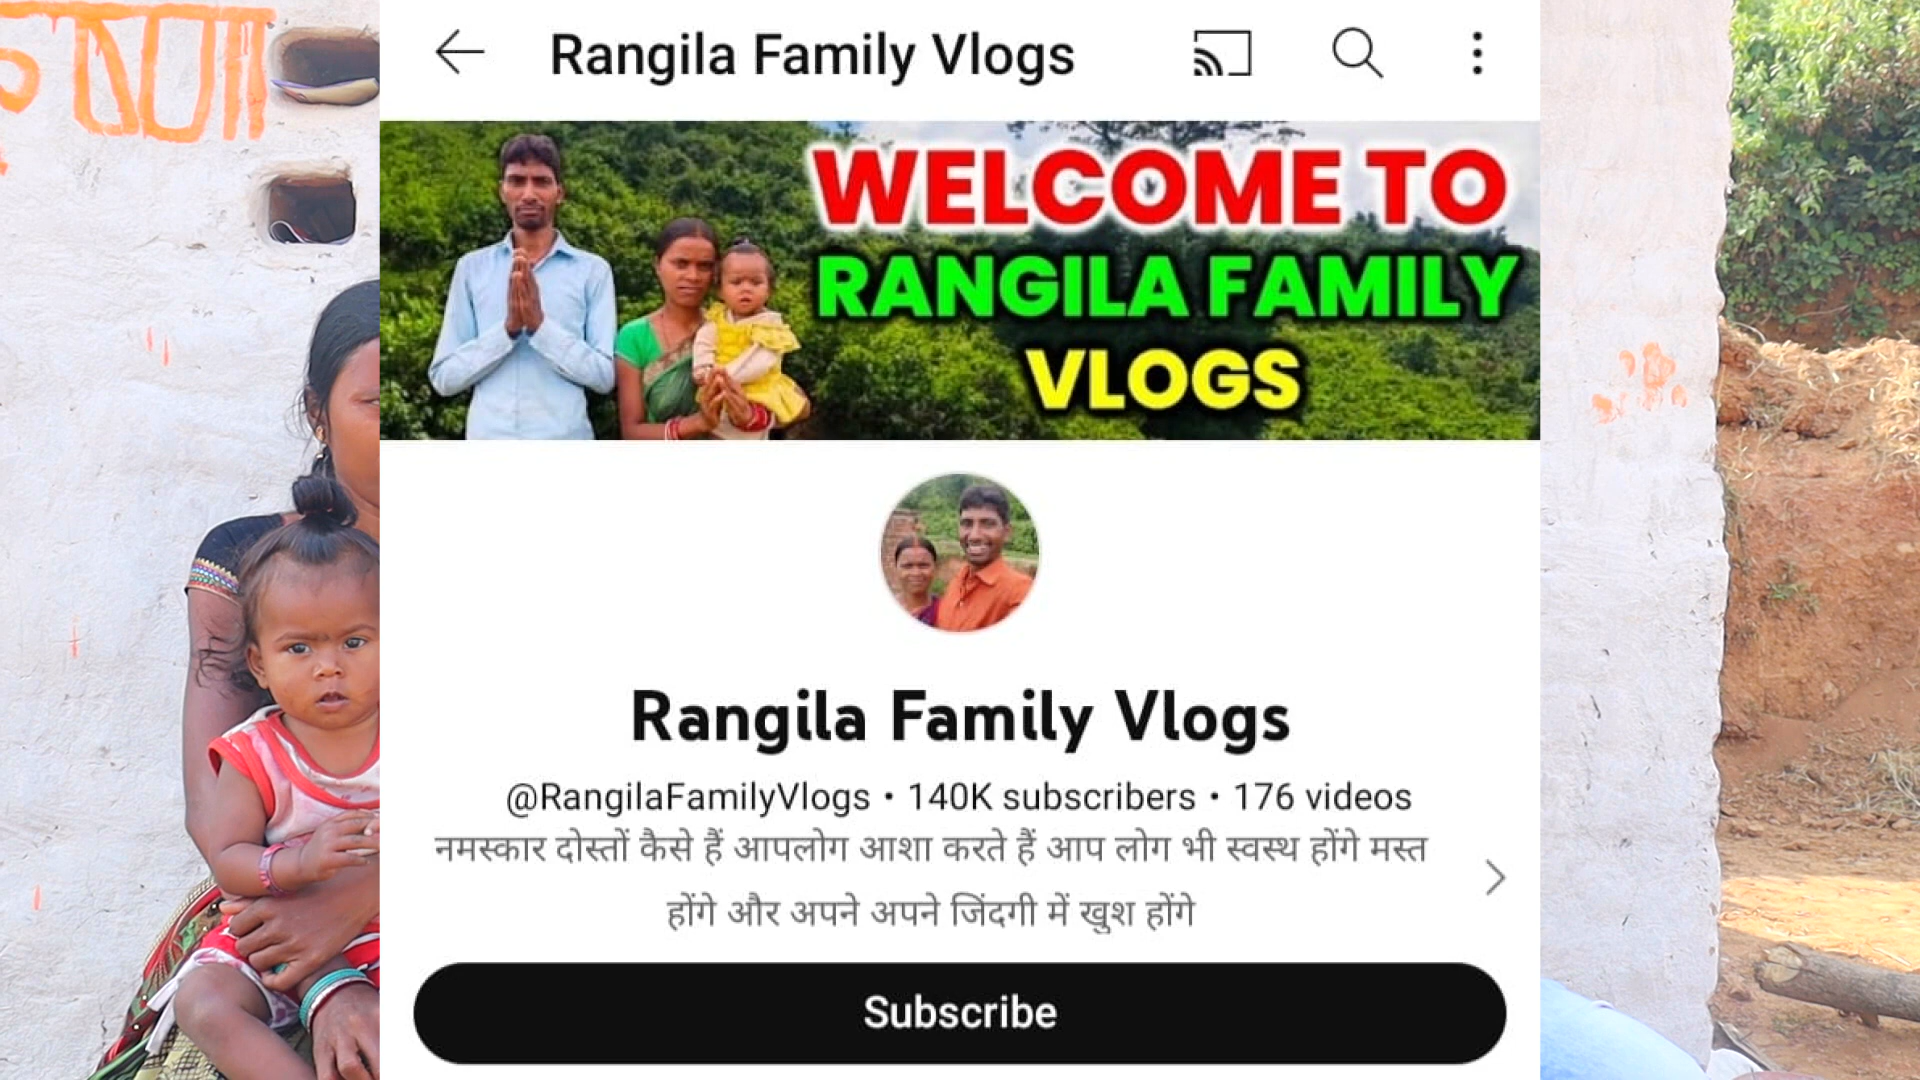 Rangila Family Vlogs
WELCOME TO
RANGILA FAMILY
VLOGS
Rangila Family Vlogs
@RangilaFamilyVlogs • 140K subscribers • 176 videos
नमस्कार दोस्तों कैसे हैं आपलोग आशा करते हैं आप लोग भी स्वस्थ होंगे मस्त
होंगे और अपने अपने जिंदगी में खुश होंगे
Subscribe